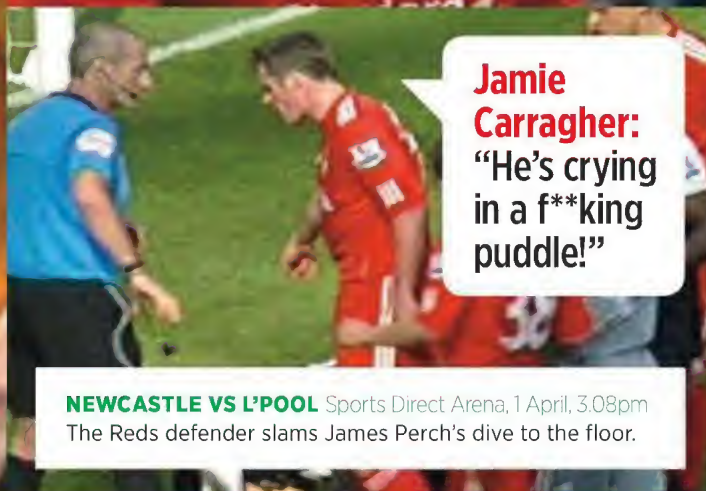 Jamie
Carragher:
“He’s crying
in a f**king
puddle!”
38
NEWCASTLE VS L’POOL Sports Direct Arena, 1 April, 3.08pm
The Reds defender slams James Perch’s dive to the floor.